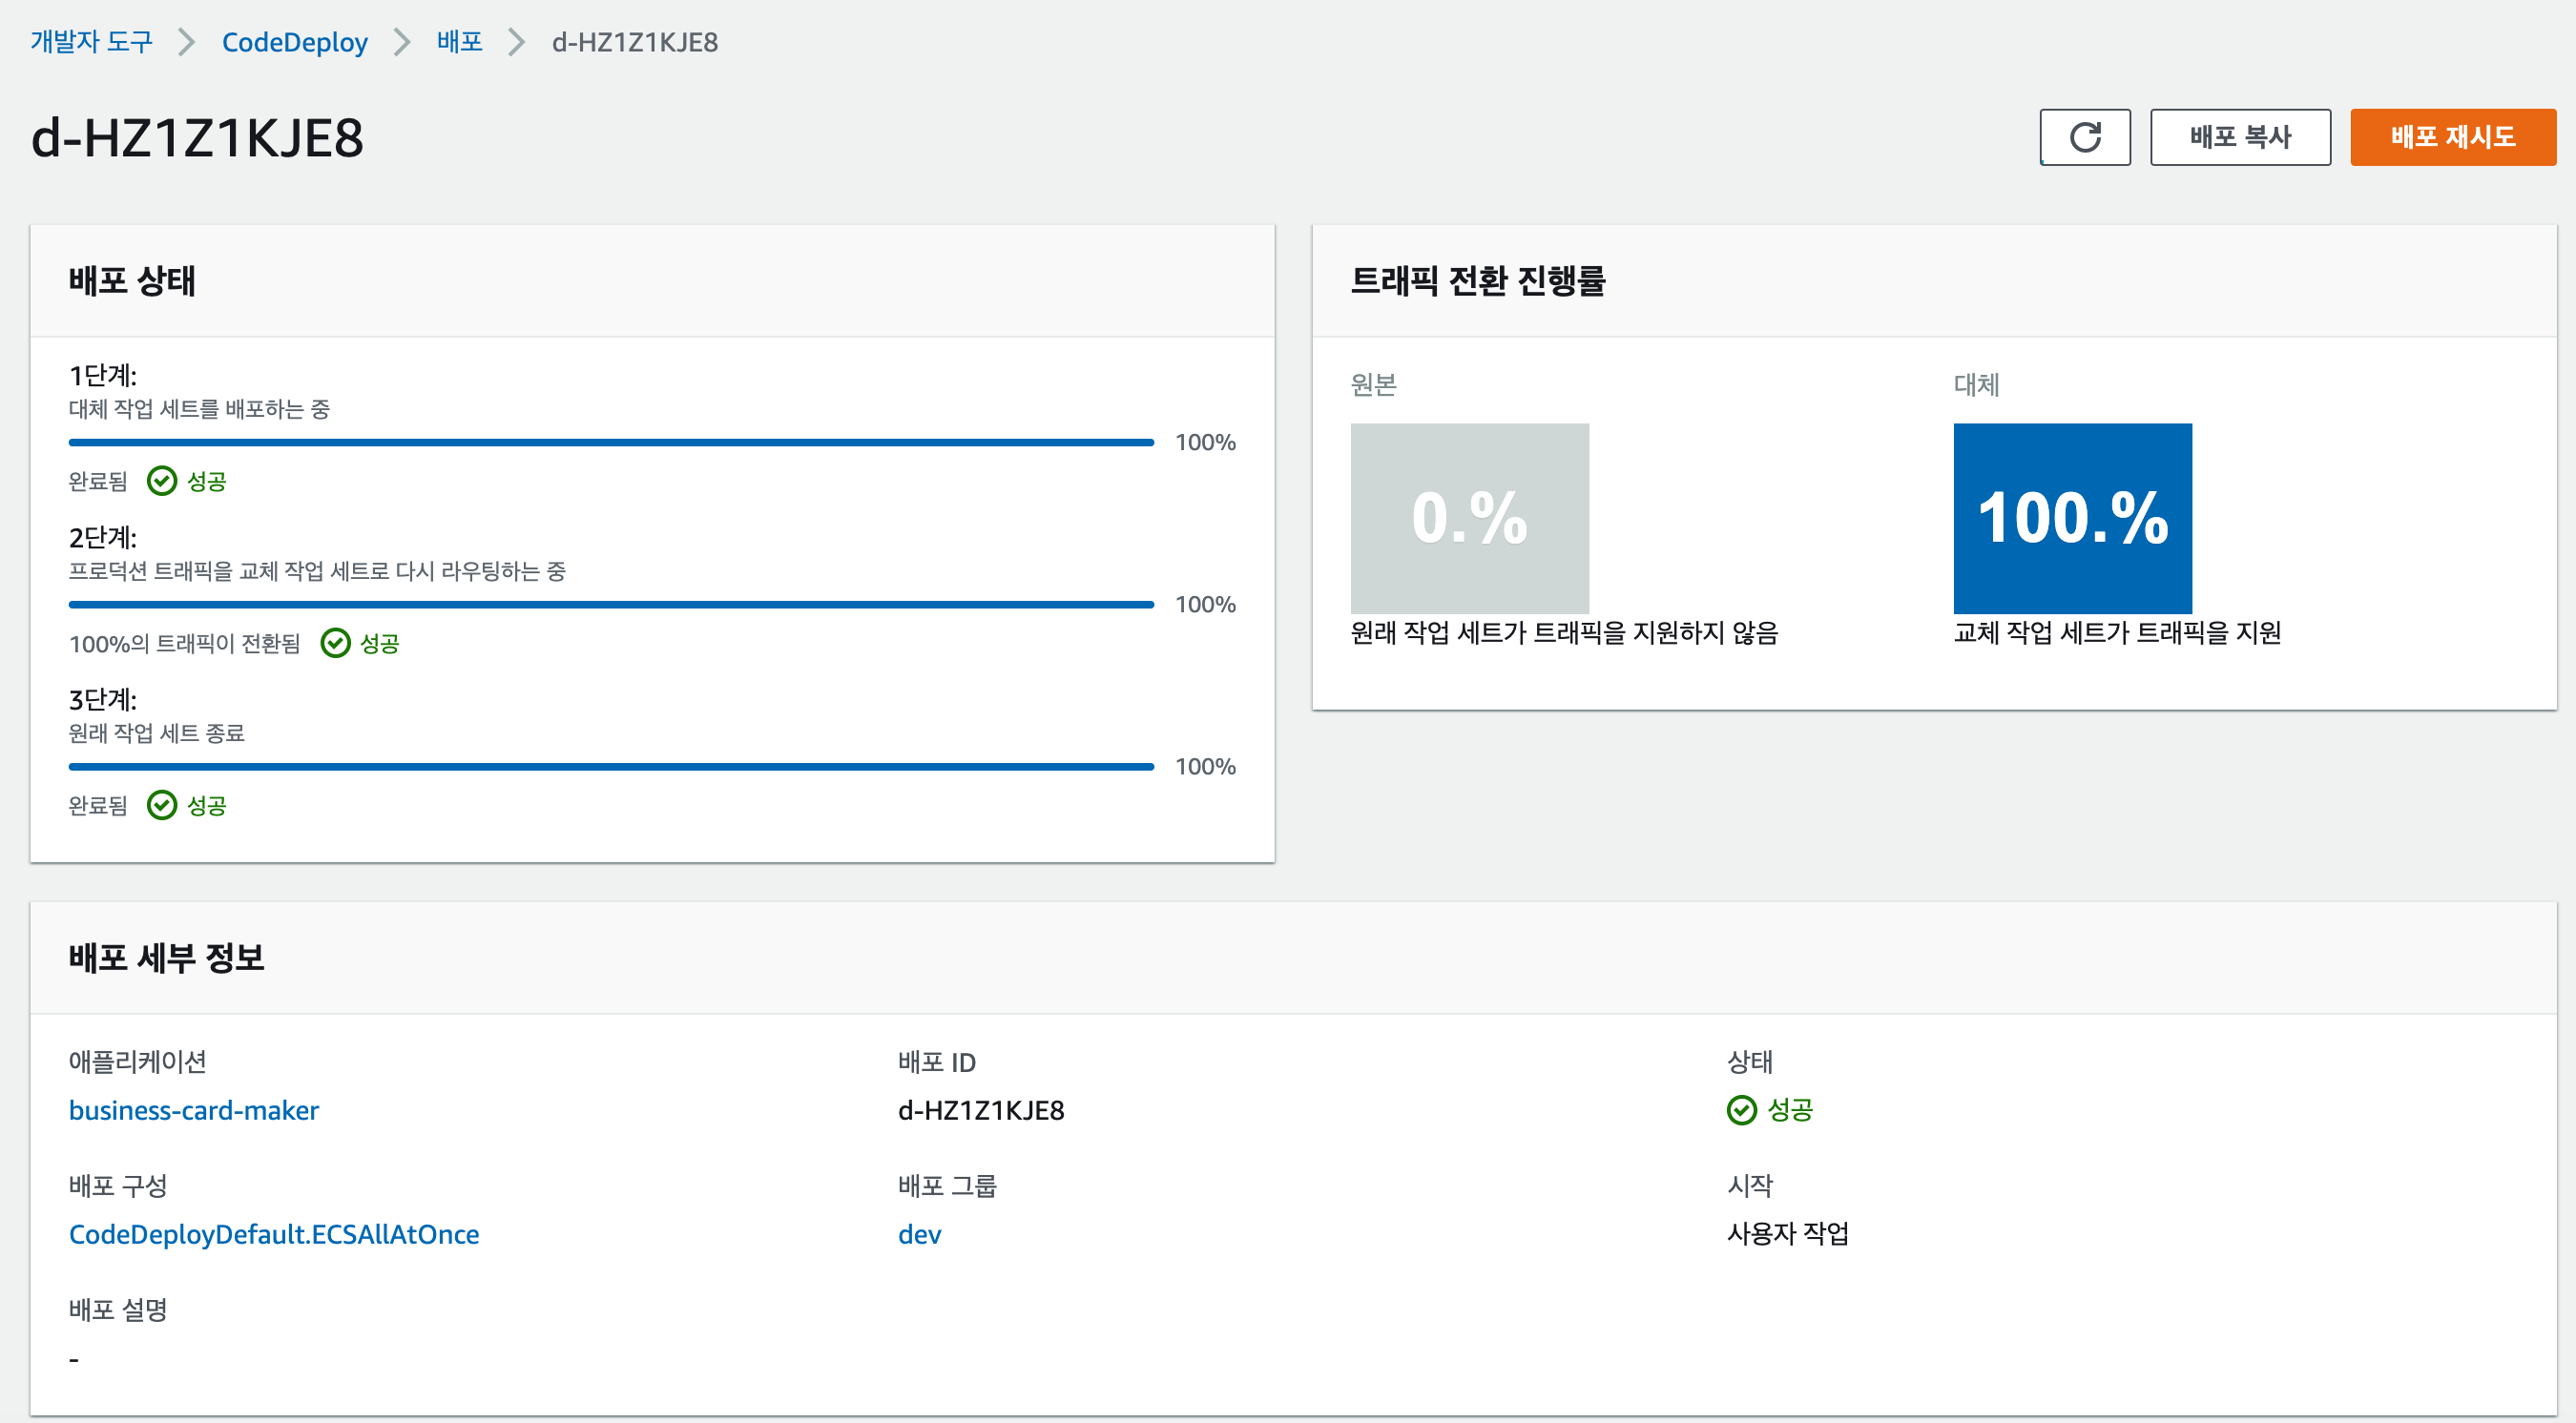 개발자 도구 > CodeDeploy > 배포 > d-HZ1Z1KJE8
d-HZ1Z1KJE8
배포 복사
배포 재시도
배포 상태
1단계:
대체 작업 세트를 배포하는 중
100%
완료됨 성공
2단계:
프로덕션 트래픽을 교체 작업 세트로 다시 라우팅하는 중
100%
100%의 트래픽이 전환됨 성공
3단계:
원래 작업 세트 종료
100%
완료됨 성공
트래픽 전환 진행률
원본
0.%
원래 작업 세트가 트래픽을 지원하지 않음
대체
100.%
교체 작업 세트가 트래픽을 지원
배포 세부 정보
애플리케이션
business-card-maker
배포 ID
d-HZ1Z1KJE8
상태
성공
배포 구성
CodeDeployDefault.ECSAllAtOnce
배포 그룹
dev
시작
사용자 작업
배포 설명
-